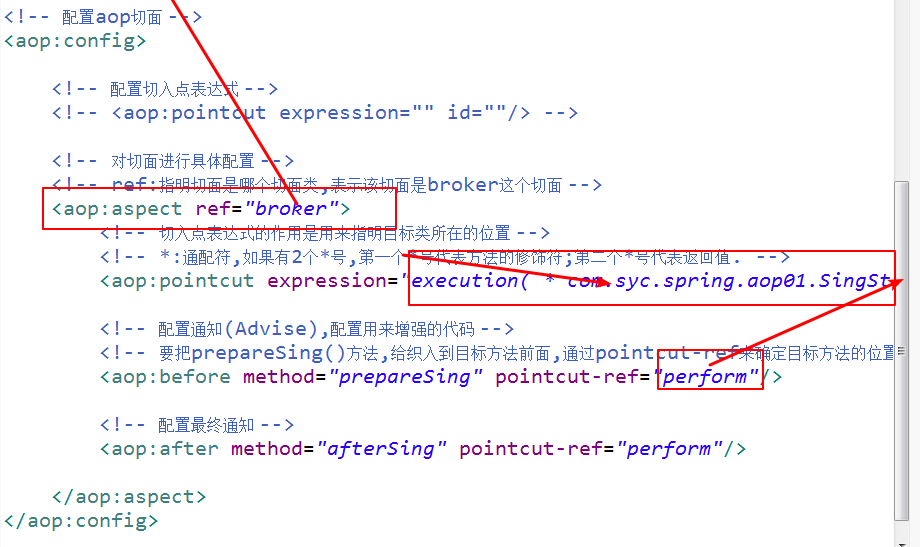 <!-- 配置aop切面 -->
<aop:config>
<!-- 配置切入点表达式 -->
<!-- <aop:pointcut expression="" id=""/> -->
<!-- 对切面进行具体配置 -->
<!-- ref:指明切面是哪个切面类,表示该切面是broker这个切面 -->
<aop:aspect ref="broker">
<!-- 切入点表达式的作用是用来指明目标类所在的位置 -->
<!-- *:通配符,如果有2个*号,第一个*号代表方法的修饰符;第二个*号代表返回值. -->
<aop:pointcut expression="execution( * com.syc.spring.aop01.SingSt
<!-- 配置通知(Advise),配置用来增强的代码 -->
<!-- 要把prepareSing()方法,给织入到目标方法前面,通过pointcut-ref来确定目标方法的位置
<aop:before method="prepareSing" pointcut-ref="perform"/>
<!-- 配置最终通知 -->
<aop:after method="afterSing" pointcut-ref="perform"/>
</aop:aspect>
</aop:config>